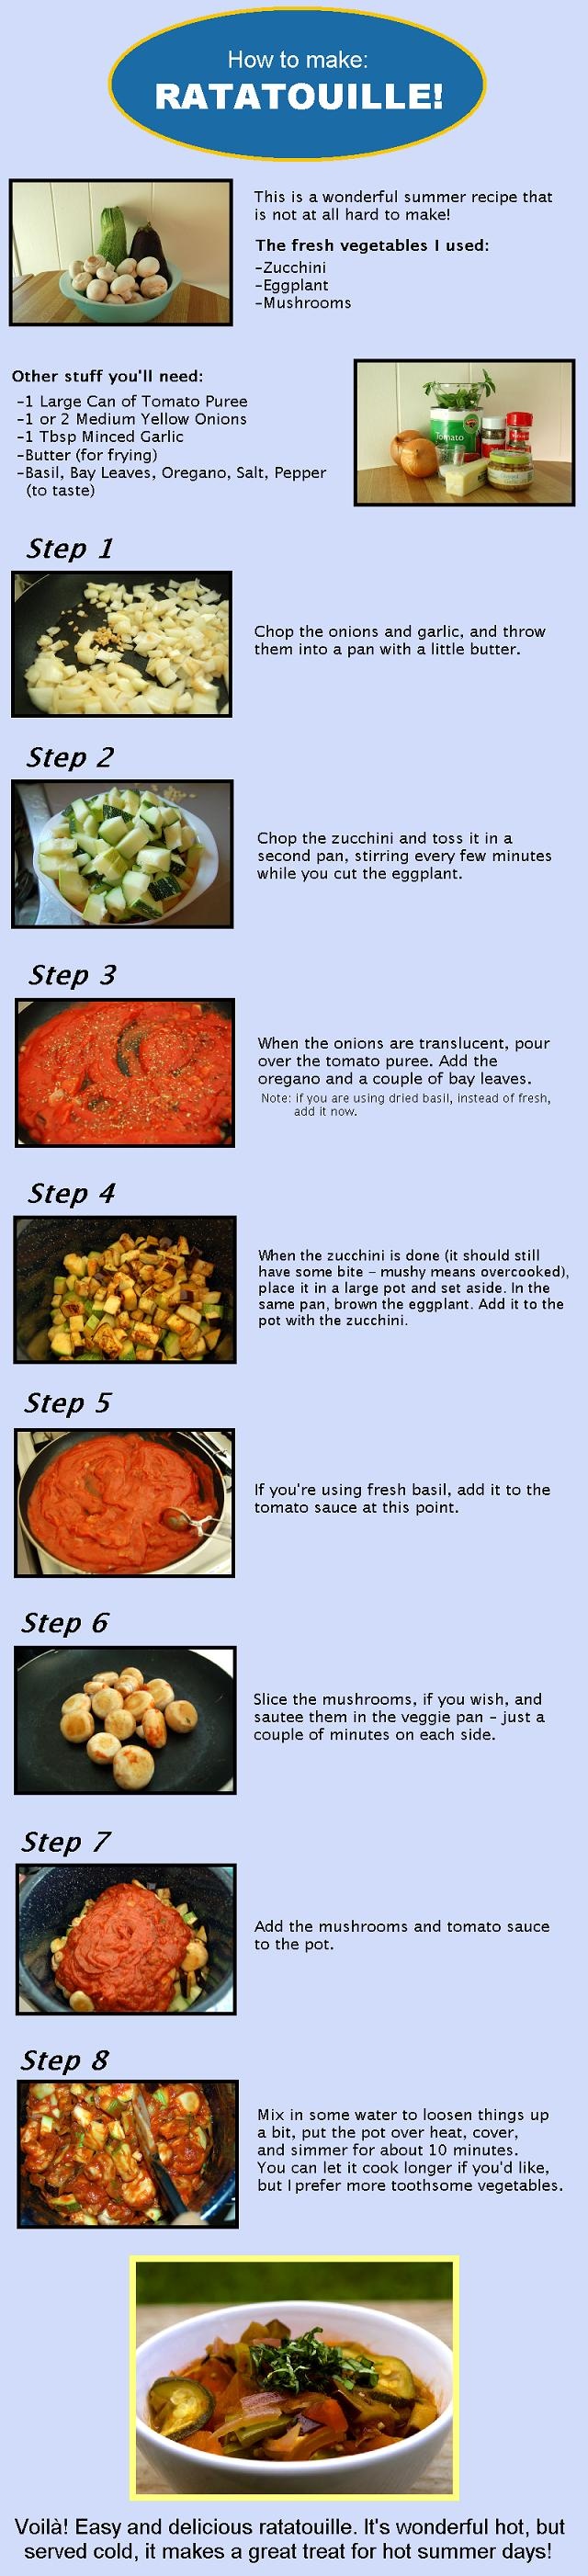 How to make:
RATATOUILLE!
This is a wonderful summer recipe that
is not at all hard to make!
The fresh vegetables I used:
-Zucchini
-Eggplant
-Mushrooms
Other stuff you'll need:
-1 Large Can of Tomato Puree
-1 or 2 Medium Yellow Onions
-1 Tbsp Minced Garlic
-Butter (for frying)
-Basil, Bay Leaves, Oregano, Salt, Pepper
(to taste)
Tomato
Step 1
Chop the onions and garlic, and throw
them into a pan with a little butter.
Step 2
Chop the zucchini and toss it in a
second pan, stirring every few minutes
while you cut the eggplant.
Step 3
When the onions are translucent, pour
over the tomato puree. Add the
oregano and a couple of bay leaves.
Note: if you are using dried basil, instead of fresh,
add it now.
Step 4
When the zucchini is done (it should still
have some bite - mushy means overcooked),
place it in a large pot and set aside. In the
same pan, brown the eggplant. Add it to the
pot with the zucchini.
Step 5
If you're using fresh basil, add it to the
tomato sauce at this point.
Step 6
Slice the mushrooms, if you wish, and
sautee them in the veggie pan - just a
couple of minutes on each side.
Step 7
Add the mushrooms and tomato sauce
to the pot.
Step 8
Mix in some water to loosen things up
a bit, put the pot over heat, cover,
and simmer for about 10 minutes.
You can let it cook longer if you'd like,
but I prefer more toothsome vegetables.
Voilà! Easy and delicious ratatouille. It's wonderful hot, but
served cold, it makes a great treat for hot summer days!